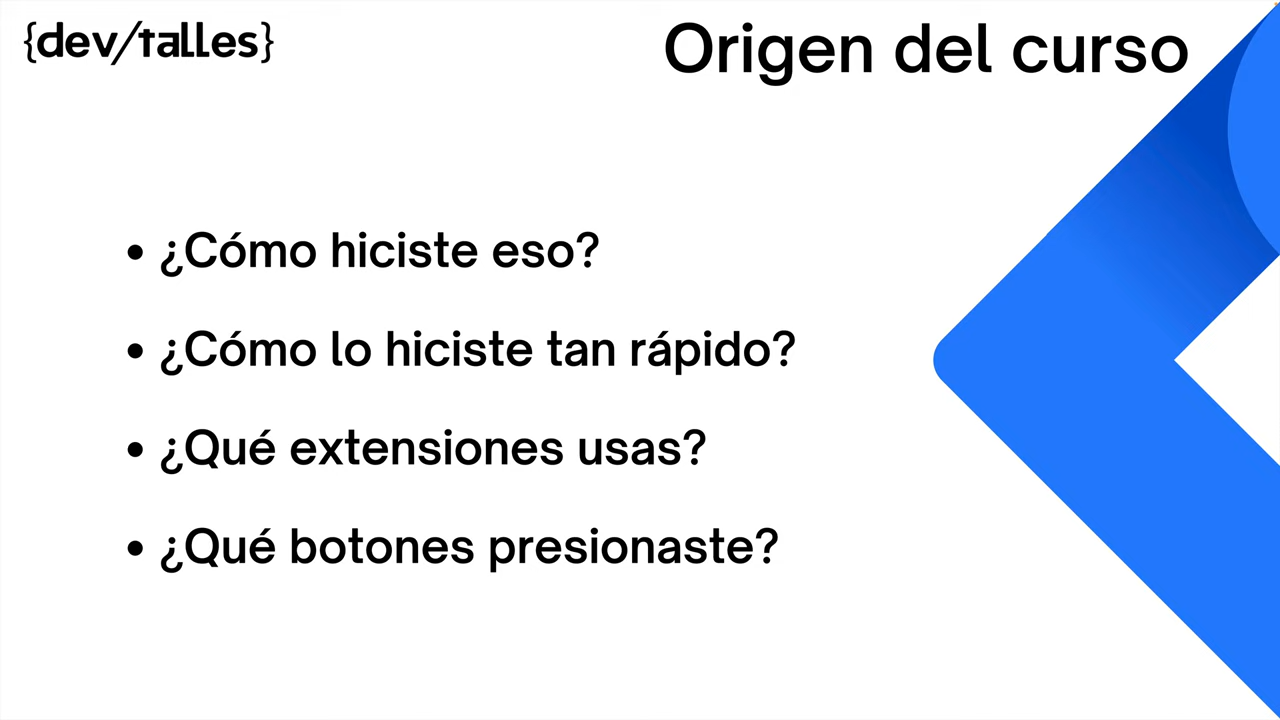 {dev/talles}
Origen del curso
• ¿Cómo hiciste eso?
• ¿Cómo lo hiciste tan rápido?
• ¿Qué extensiones usas?
• ¿Qué botones presionaste?